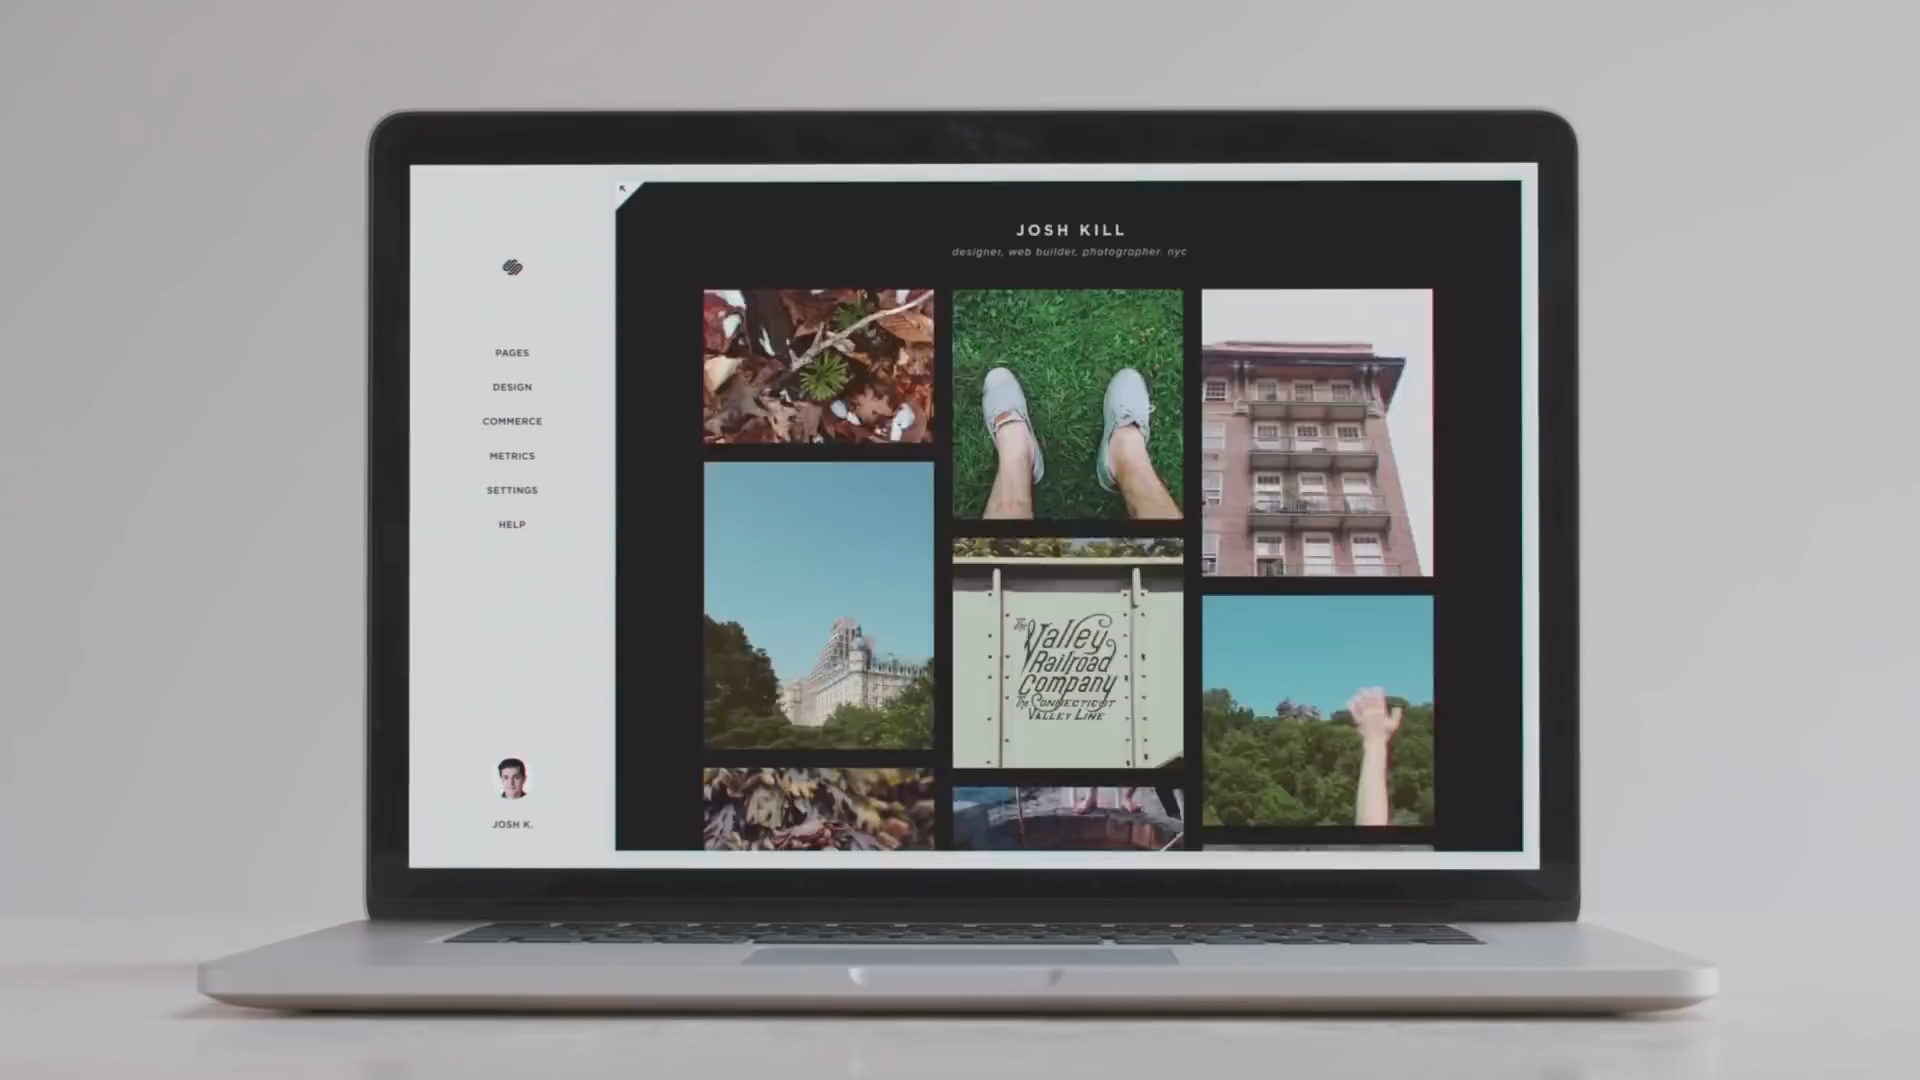 JOSH KILL
designer, web builder, photographer. nyc
PAGES
DESIGN
COMMERCE
METRICS
SETTINGS
HELP
JOSH K.
The
Valley
Railroad
Company
The Connecticut
Valley Line